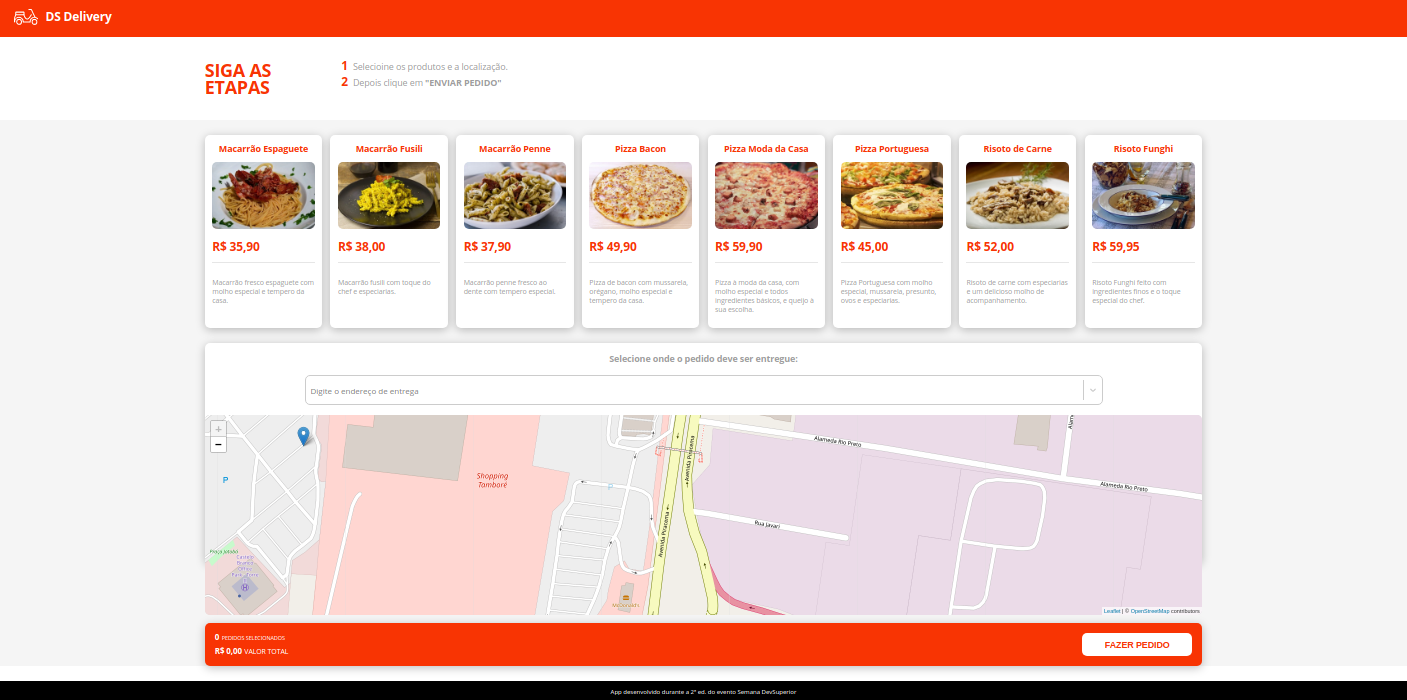 DS Delivery
SIGA AS
ETAPAS
1 Selecioine os produtos e a localização.
2 Depois clique em "ENVIAR PEDIDO"
Macarrão Espaguete
R$ 35,90
Macarrão fresco espaguete com
molho especial e tempero da
casa.
Macarrão Fusili
R$ 38,00
Macarrão fusili com toque do
chef e especiarias.
Macarrão Penne
R$ 37,90
Macarrão penne fresco ao
dente com tempero especial.
Pizza Bacon
R$ 49,90
Pizza de bacon com mussarela,
orégano, molho especial e
tempero da casa.
Pizza Moda da Casa
R$ 59,90
Pizza à moda da casa, com
molho especial e todos
ingredientes básicos, e queijo à
sua escolha.
Pizza Portuguesa
R$ 45,00
Pizza Portuguesa com molho
especial, mussarela, presunto,
ovos e especiarias.
Risoto de Carne
R$ 52,00
Risoto de carne com especiarias
e um delicioso molho de
acompanhamento.
Risoto Funghi
R$ 59,95
Risoto Funghi feito com
ingredientes finos e o toque
especial do chef.
Selecione onde o pedido deve ser entregue:
Digite o endereço de entrega
+
−
P
Shopping
Tamboré
P
Avenida Piracema
Avenida Piracema
Alameda Rio Preto
Alameda Rio Preto
Rua Javari
Praça Jatobá
Castelo
Branco
Office
Park
H
McDonald's
Leaflet | © OpenStreetMap contributors
0 PEDIDOS SELECIONADOS
R$ 0,00 VALOR TOTAL
FAZER PEDIDO
App desenvolvido durante a 2ª ed. do evento Semana DevSuperior